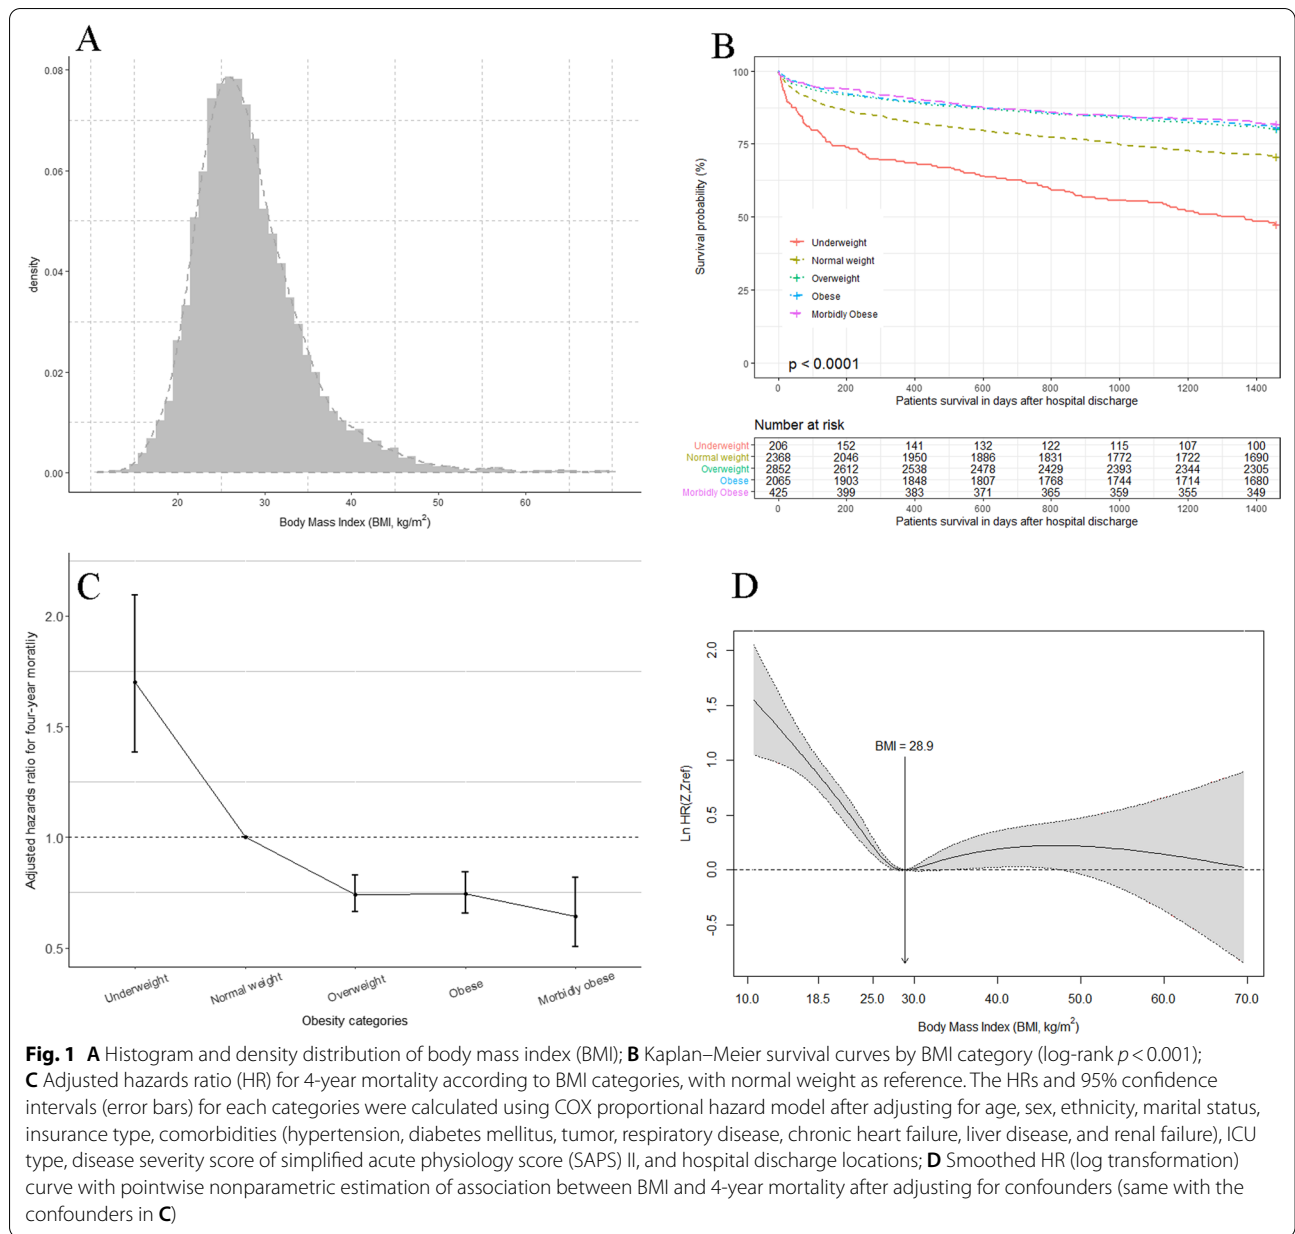 A
density
0.08
0.06
0.04
0.02
0.00
20 30 40 50 60
Body Mass Index (BMI, kg/m²)
B
Survival probability (%)
100
75
50
25
0
Underweight
Normal weight
Overweight
Obese
Morbidly Obese
p < 0.0001
0 200 400 600 800 1000 1200 1400
Patients survival in days after hospital discharge
Number at risk
Underweight 206 152 141 132 122 115 107 100
Normal weight 2368 2046 1950 1886 1831 1772 1722 1690
Overweight 2852 2612 2538 2478 2429 2393 2344 2305
Obese 2065 1903 1848 1807 1768 1744 1714 1680
Morbidly Obese 425 399 383 371 365 359 355 349
0 200 400 600 800 1000 1200 1400
Patients survival in days after hospital discharge
C
Adjusted hazards ratio for four-year moratliy
2.0
1.5
1.0
0.5
Underweight Normal weight Overweight Obese Morbidly obese
Obesity categories
D
Ln HR(Z,Zref)
2.0
1.5
1.0
0.5
0.0
-0.5
BMI = 28.9
10.0 18.5 25.0 30.0 40.0 50.0 60.0 70.0
Body Mass Index (BMI, kg/m²)
Fig. 1 A Histogram and density distribution of body mass index (BMI); B Kaplan–Meier survival curves by BMI category (log-rank p < 0.001);
C Adjusted hazards ratio (HR) for 4-year mortality according to BMI categories, with normal weight as reference. The HRs and 95% confidence
intervals (error bars) for each categories were calculated using COX proportional hazard model after adjusting for age, sex, ethnicity, marital status,
insurance type, comorbidities (hypertension, diabetes mellitus, tumor, respiratory disease, chronic heart failure, liver disease, and renal failure), ICU
type, disease severity score of simplified acute physiology score (SAPS) II, and hospital discharge locations; D Smoothed HR (log transformation)
curve with pointwise nonparametric estimation of association between BMI and 4-year mortality after adjusting for confounders (same with the
confounders in C)